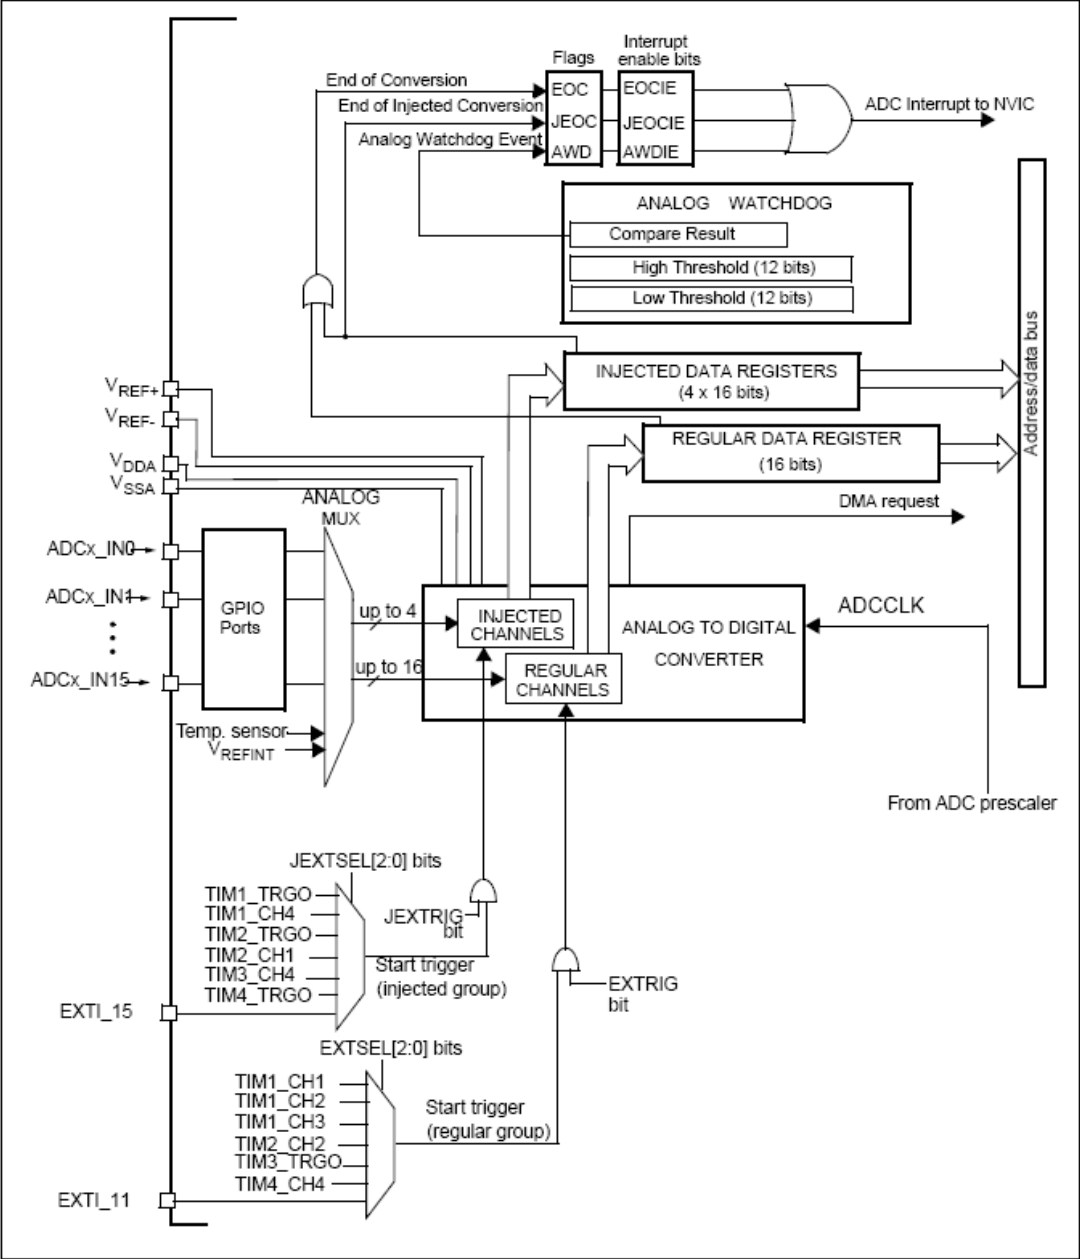 Flags
Interrupt
enable bits
End of Conversion
EOC
EOCIE
End of Injected Conversion
JEOC
JEOCIE
ADC Interrupt to NVIC
Analog Watchdog Event
AWD
AWDIE
ANALOG WATCHDOG
Compare Result
High Threshold (12 bits)
Low Threshold (12 bits)
Address/data bus
INJECTED DATA REGISTERS
(4 x 16 bits)
REGULAR DATA REGISTER
(16 bits)
DMA request
VREF+
VREF-
VDDA
VSSA
ANALOG
MUX
ADCx_IN0
ADCx_IN1
ADCx_IN15
GPIO
Ports
up to 4
up to 16
INJECTED
CHANNELS
REGULAR
CHANNELS
ANALOG TO DIGITAL
CONVERTER
ADCCLK
Temp. sensor
VREFINT
From ADC prescaler
JEXTSEL[2:0] bits
TIM1_TRGO
TIM1_CH4
TIM2_TRGO
TIM2_CH1
TIM3_CH4
TIM4_TRGO
EXTI_15
JEXTRIG
bit
Start trigger
(injected group)
EXTRIG
bit
EXTSEL[2:0] bits
TIM1_CH1
TIM1_CH2
TIM1_CH3
TIM2_CH2
TIM3_TRGO
TIM4_CH4
EXTI_11
Start trigger
(regular group)